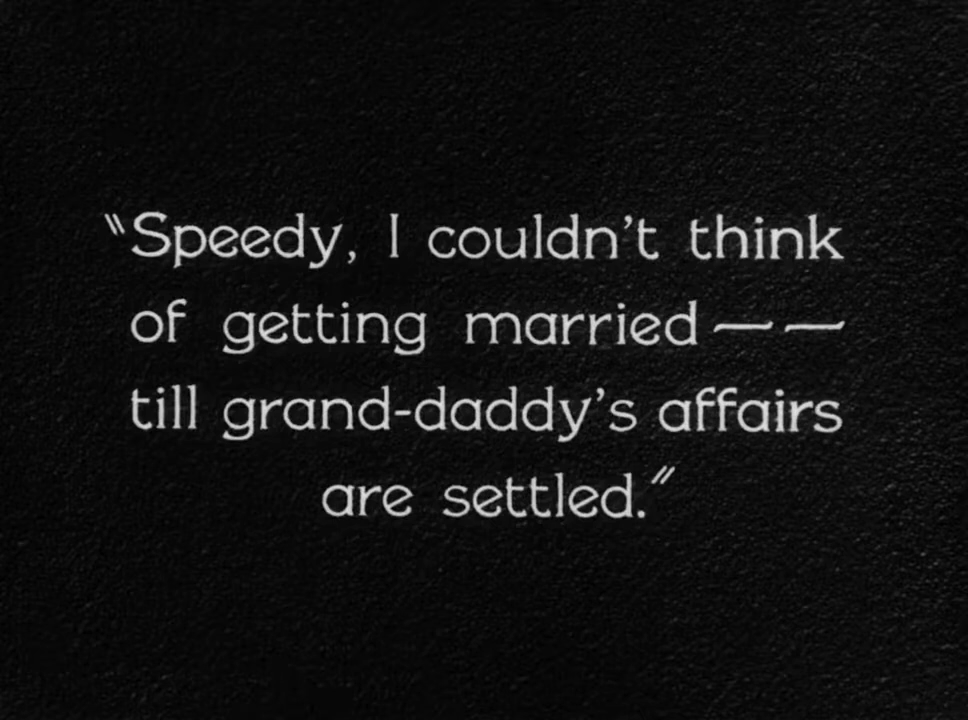 "Speedy, I couldn't think
of getting married — —
till grand-daddy's affairs
are settled."